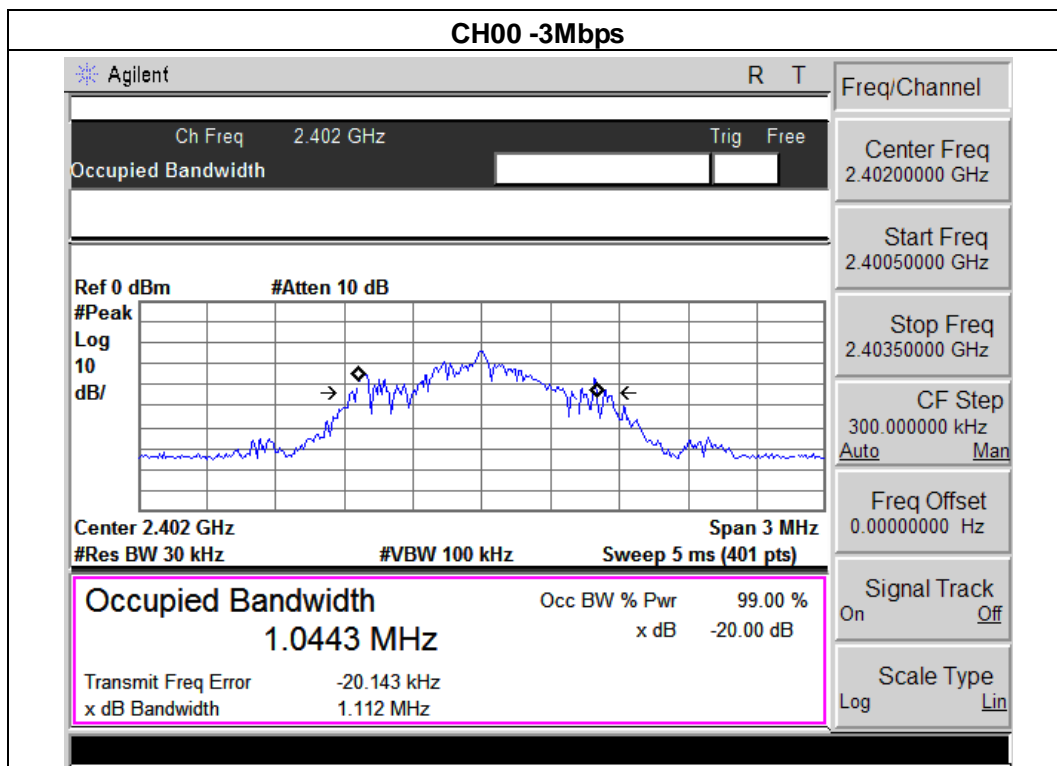 CH00 -3Mbps
Agilent R T
Ch Freq 2.402 GHz Trig Free
Occupied Bandwidth
Ref 0 dBm #Atten 10 dB
#Peak
Log
10
dB/
Center 2.402 GHz Span 3 MHz
#Res BW 30 kHz #VBW 100 kHz Sweep 5 ms (401 pts)
Occupied Bandwidth Occ BW % Pwr 99.00 %
1.0443 MHz x dB -20.00 dB
Transmit Freq Error -20.143 kHz
x dB Bandwidth 1.112 MHz
Freq/Channel
Center Freq
2.40200000 GHz
Start Freq
2.40050000 GHz
Stop Freq
2.40350000 GHz
CF Step
300.000000 kHz
Auto Man
Freq Offset
0.00000000 Hz
Signal Track
On Off
Scale Type
Log Lin